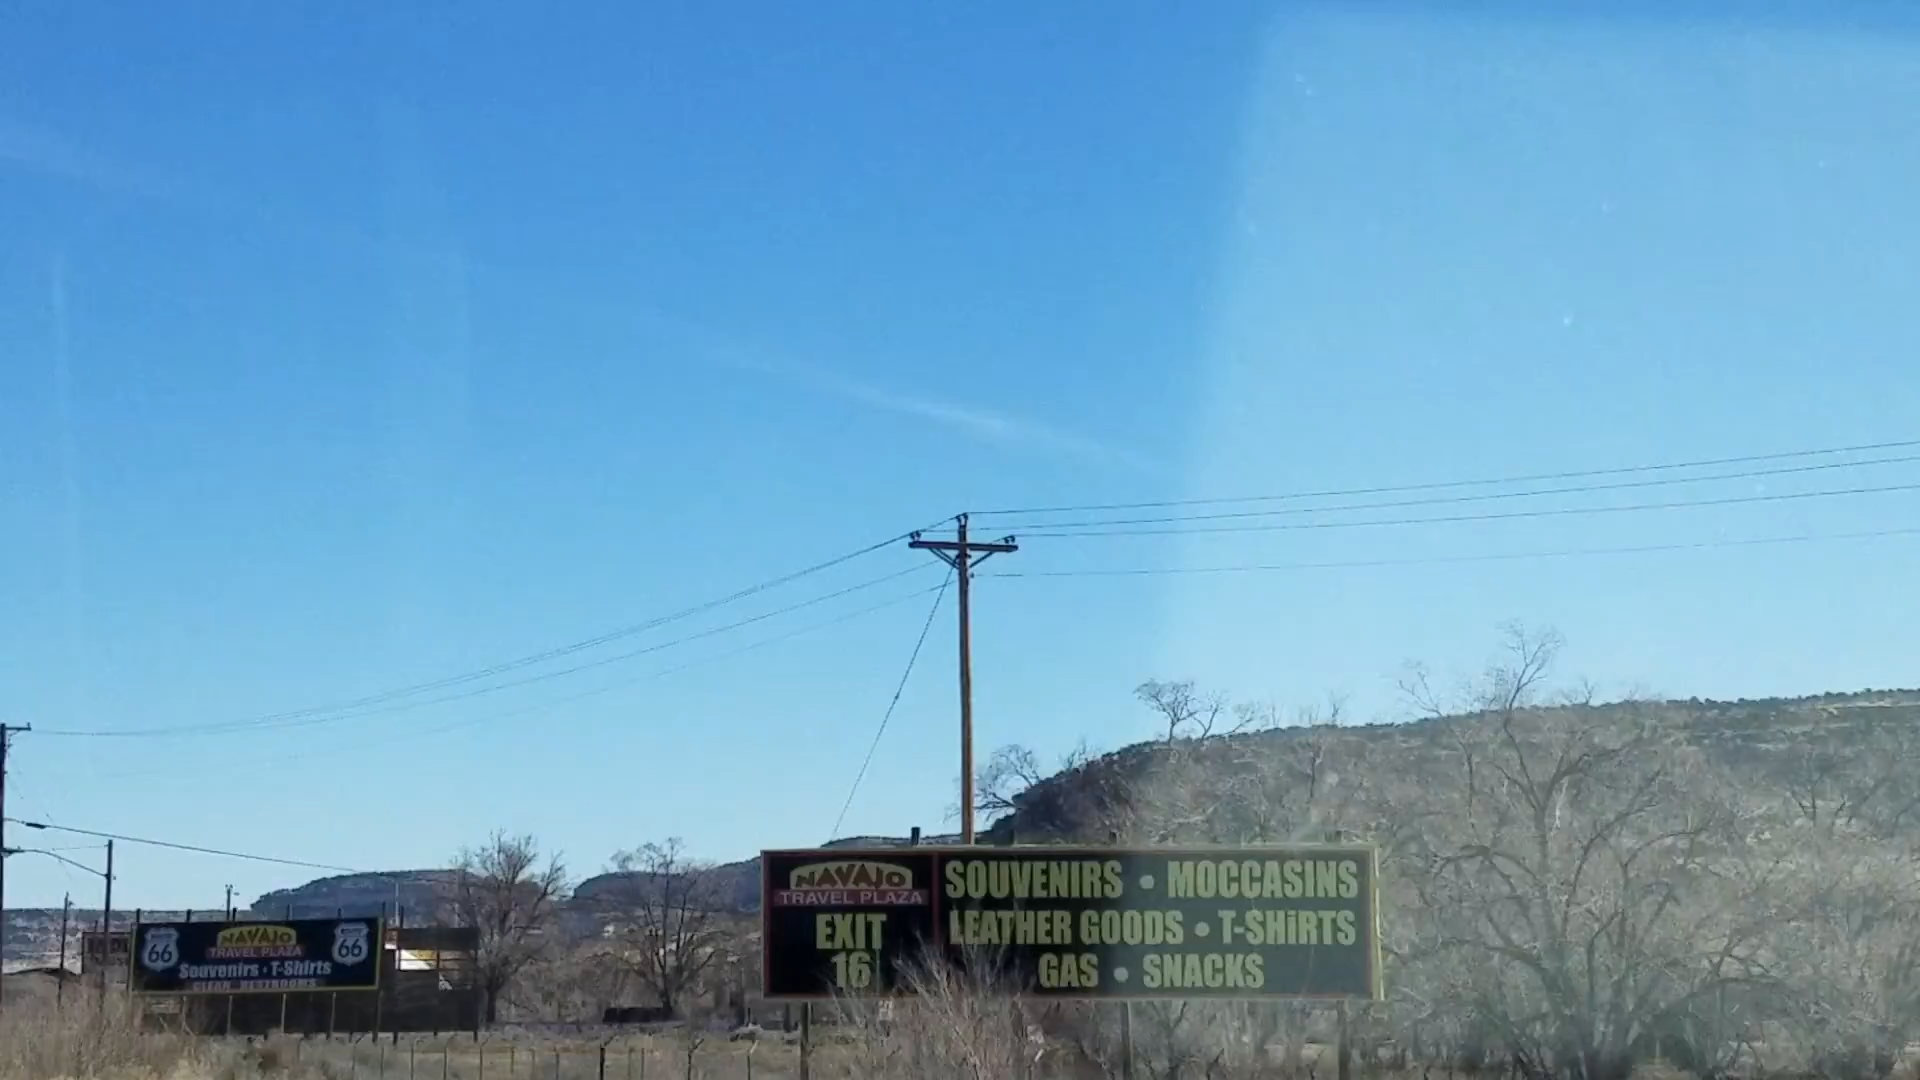 NAVAJO
TRAVEL PLAZA
EXIT
16
SOUVENIRS • MOCCASINS
LEATHER GOODS • T-SHiRTS
GAS • SNACKS
66
NAVAJO
TRAVEL PLAZA
66
Souvenirs • T-Shirts
CLEAN RESTROOMS